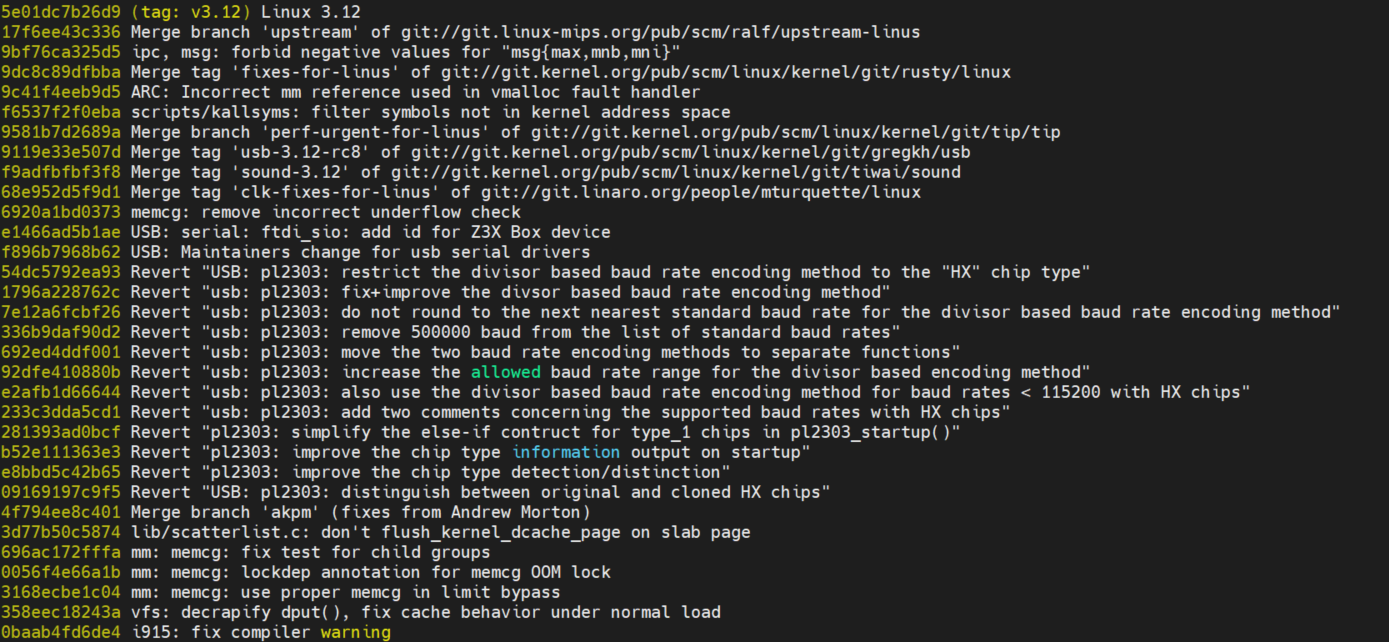 5e01dc7b26d9 (tag: v3.12) Linux 3.12
17f6ee43c336 Merge branch 'upstream' of git://git.linux-mips.org/pub/scm/ralf/upstream-linus
9bf76ca325d5 ipc, msg: forbid negative values for "msg{max,mnb,mni}"
9dc8c89dfbba Merge tag 'fixes-for-linus' of git://git.kernel.org/pub/scm/linux/kernel/git/rusty/linux
9c41f4eeb9d5 ARC: Incorrect mm reference used in vmalloc fault handler
f6537f2f0eba scripts/kallsyms: filter symbols not in kernel address space
9581b7d2689a Merge branch 'perf-urgent-for-linus' of git://git.kernel.org/pub/scm/linux/kernel/git/tip/tip
9119e33e507d Merge tag 'usb-3.12-rc8' of git://git.kernel.org/pub/scm/linux/kernel/git/gregkh/usb
f9adfbfbf3f8 Merge tag 'sound-3.12' of git://git.kernel.org/pub/scm/linux/kernel/git/tiwai/sound
68e952d5f9d1 Merge tag 'clk-fixes-for-linus' of git://git.linaro.org/people/mturquette/linux
6920a1bd0373 memcg: remove incorrect underflow check
e1466ad5b1ae USB: serial: ftdi_sio: add id for Z3X Box device
f896b7968b62 USB: Maintainers change for usb serial drivers
54dc5792ea93 Revert "USB: pl2303: restrict the divisor based baud rate encoding method to the "HX" chip type"
1796a228762c Revert "usb: pl2303: fix+improve the divsor based baud rate encoding method"
7e12a6fcbf26 Revert "usb: pl2303: do not round to the next nearest standard baud rate for the divisor based baud rate encoding method"
336b9daf90d2 Revert "usb: pl2303: remove 500000 baud from the list of standard baud rates"
692ed4ddf001 Revert "usb: pl2303: move the two baud rate encoding methods to separate functions"
92dfe410880b Revert "usb: pl2303: increase the allowed baud rate range for the divisor based encoding method"
e2afb1d66644 Revert "usb: pl2303: also use the divisor based baud rate encoding method for baud rates < 115200 with HX chips"
233c3dda5cd1 Revert "usb: pl2303: add two comments concerning the supported baud rates with HX chips"
281393ad0bcf Revert "pl2303: simplify the else-if contruct for type_1 chips in pl2303_startup()"
b52e111363e3 Revert "pl2303: improve the chip type information output on startup"
e8bbd5c42b65 Revert "pl2303: improve the chip type detection/distinction"
09169197c9f5 Revert "USB: pl2303: distinguish between original and cloned HX chips"
4f794ee8c401 Merge branch 'akpm' (fixes from Andrew Morton)
3d77b50c5874 lib/scatterlist.c: don't flush_kernel_dcache_page on slab page
696ac172fffa mm: memcg: fix test for child groups
0056f4e66a1b mm: memcg: lockdep annotation for memcg OOM lock
3168ecbe1c04 mm: memcg: use proper memcg in limit bypass
358eec18243a vfs: decrapify dput(), fix cache behavior under normal load
0baab4fd6de4 i915: fix compiler warning